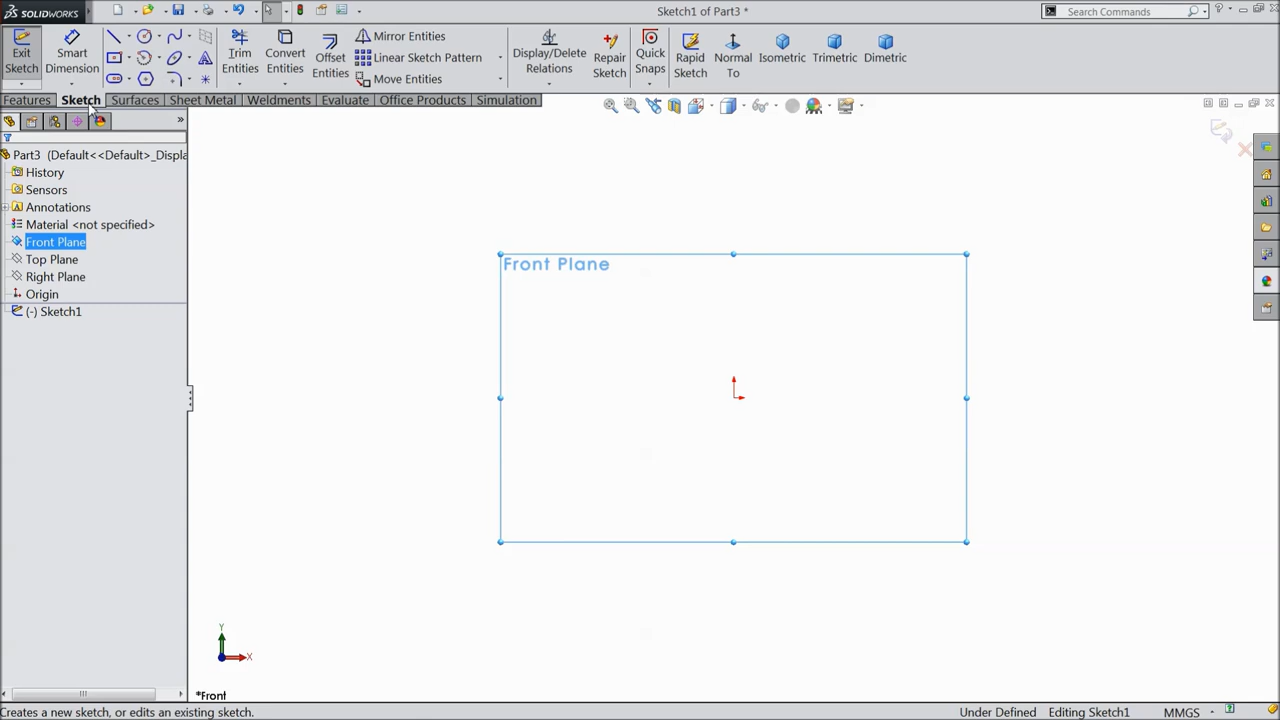 SOLIDWORKS
Sketch1 of Part3 *
Search Commands
Exit Sketch
Smart Dimension
Trim Entities
Convert Entities
Offset Entities
Mirror Entities
Linear Sketch Pattern
Move Entities
Display/Delete Relations
Repair Sketch
Quick Snaps
Rapid Sketch
Normal To
Isometric
Trimetric
Dimetric
Features
Sketch
Surfaces
Sheet Metal
Weldments
Evaluate
Office Products
Simulation
Part3 (Default<<Default>_Displa
History
Sensors
Annotations
Material <not specified>
Front Plane
Top Plane
Right Plane
Origin
(-) Sketch1
Front Plane
Y
X
*Front
Creates a new sketch, or edits an existing sketch.
Under Defined
Editing Sketch1
MMGS